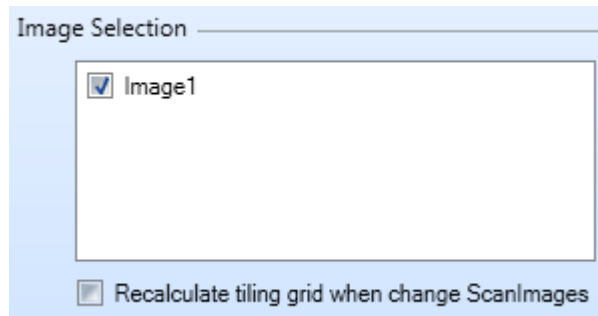 Image Selection
Image1
Recalculate tiling grid when change ScanImages